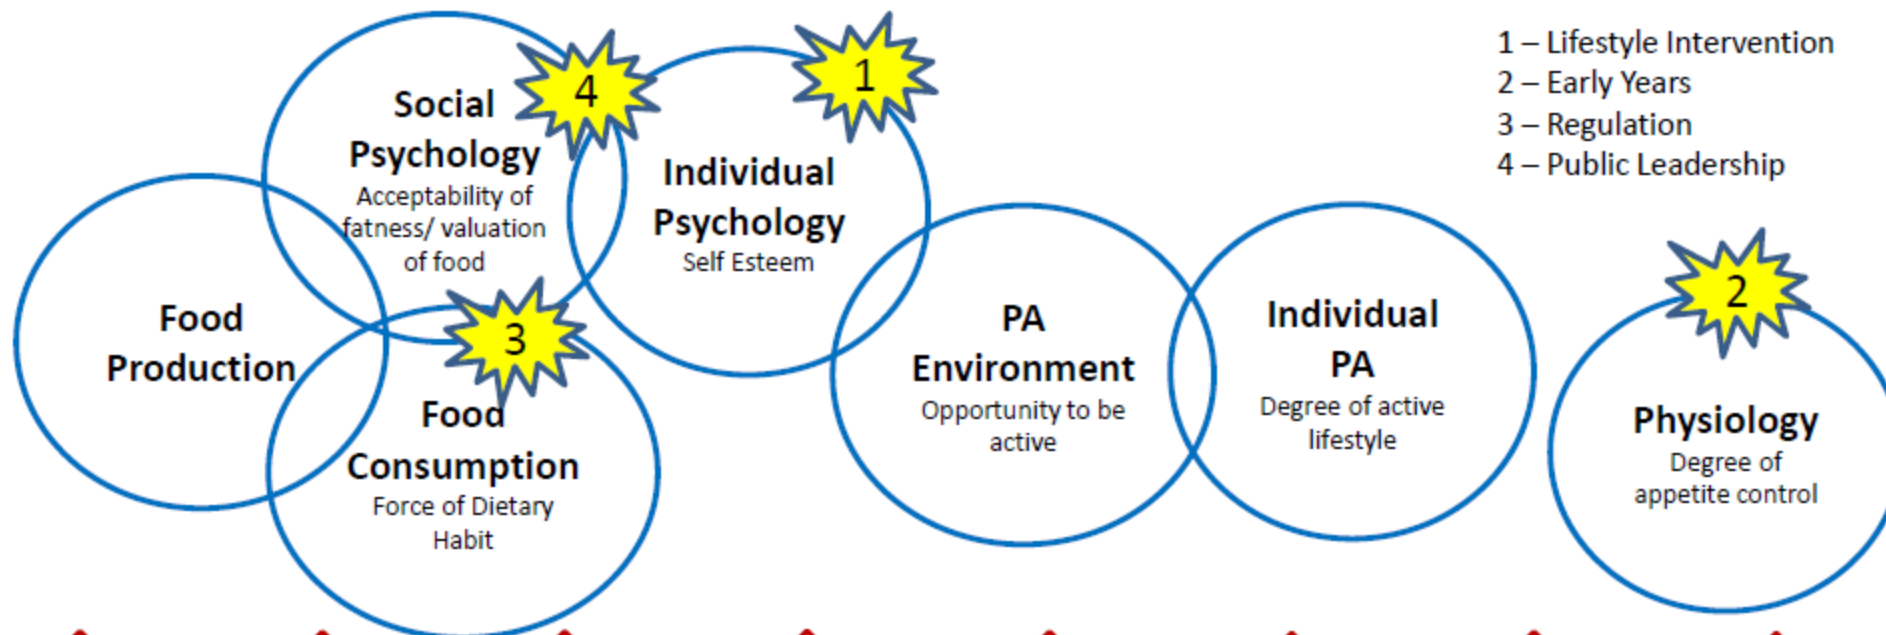 1 – Lifestyle Intervention
2 – Early Years
3 – Regulation
4 – Public Leadership
4
1
Social
Psychology
Acceptability of
fatness/ valuation
of food
Individual
Psychology
Self Esteem
Food
Production
3
Food
Consumption
Force of Dietary
Habit
PA
Environment
Opportunity to be
active
Individual
PA
Degree of active
lifestyle
2
Physiology
Degree of
appetite control